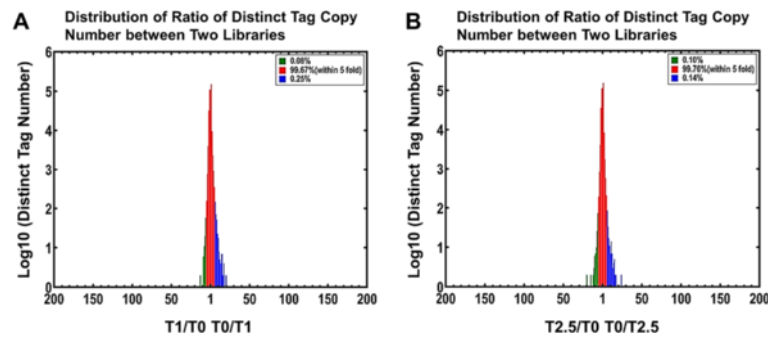 A
Distribution of Ratio of Distinct Tag Copy
Number between Two Libraries
Log10 (Distinct Tag Number)
6
5
4
3
2
1
0
0.08%
99.67%(within 5 fold)
0.25%
200 150 100 50 1 50 100 150 200
T1/T0 T0/T1
B
Distribution of Ratio of Distinct Tag Copy
Number between Two Libraries
Log10 (Distinct Tag Number)
6
5
4
3
2
1
0
0.10%
99.76%(within 5 fold)
0.14%
200 150 100 50 1 50 100 150 200
T2.5/T0 T0/T2.5